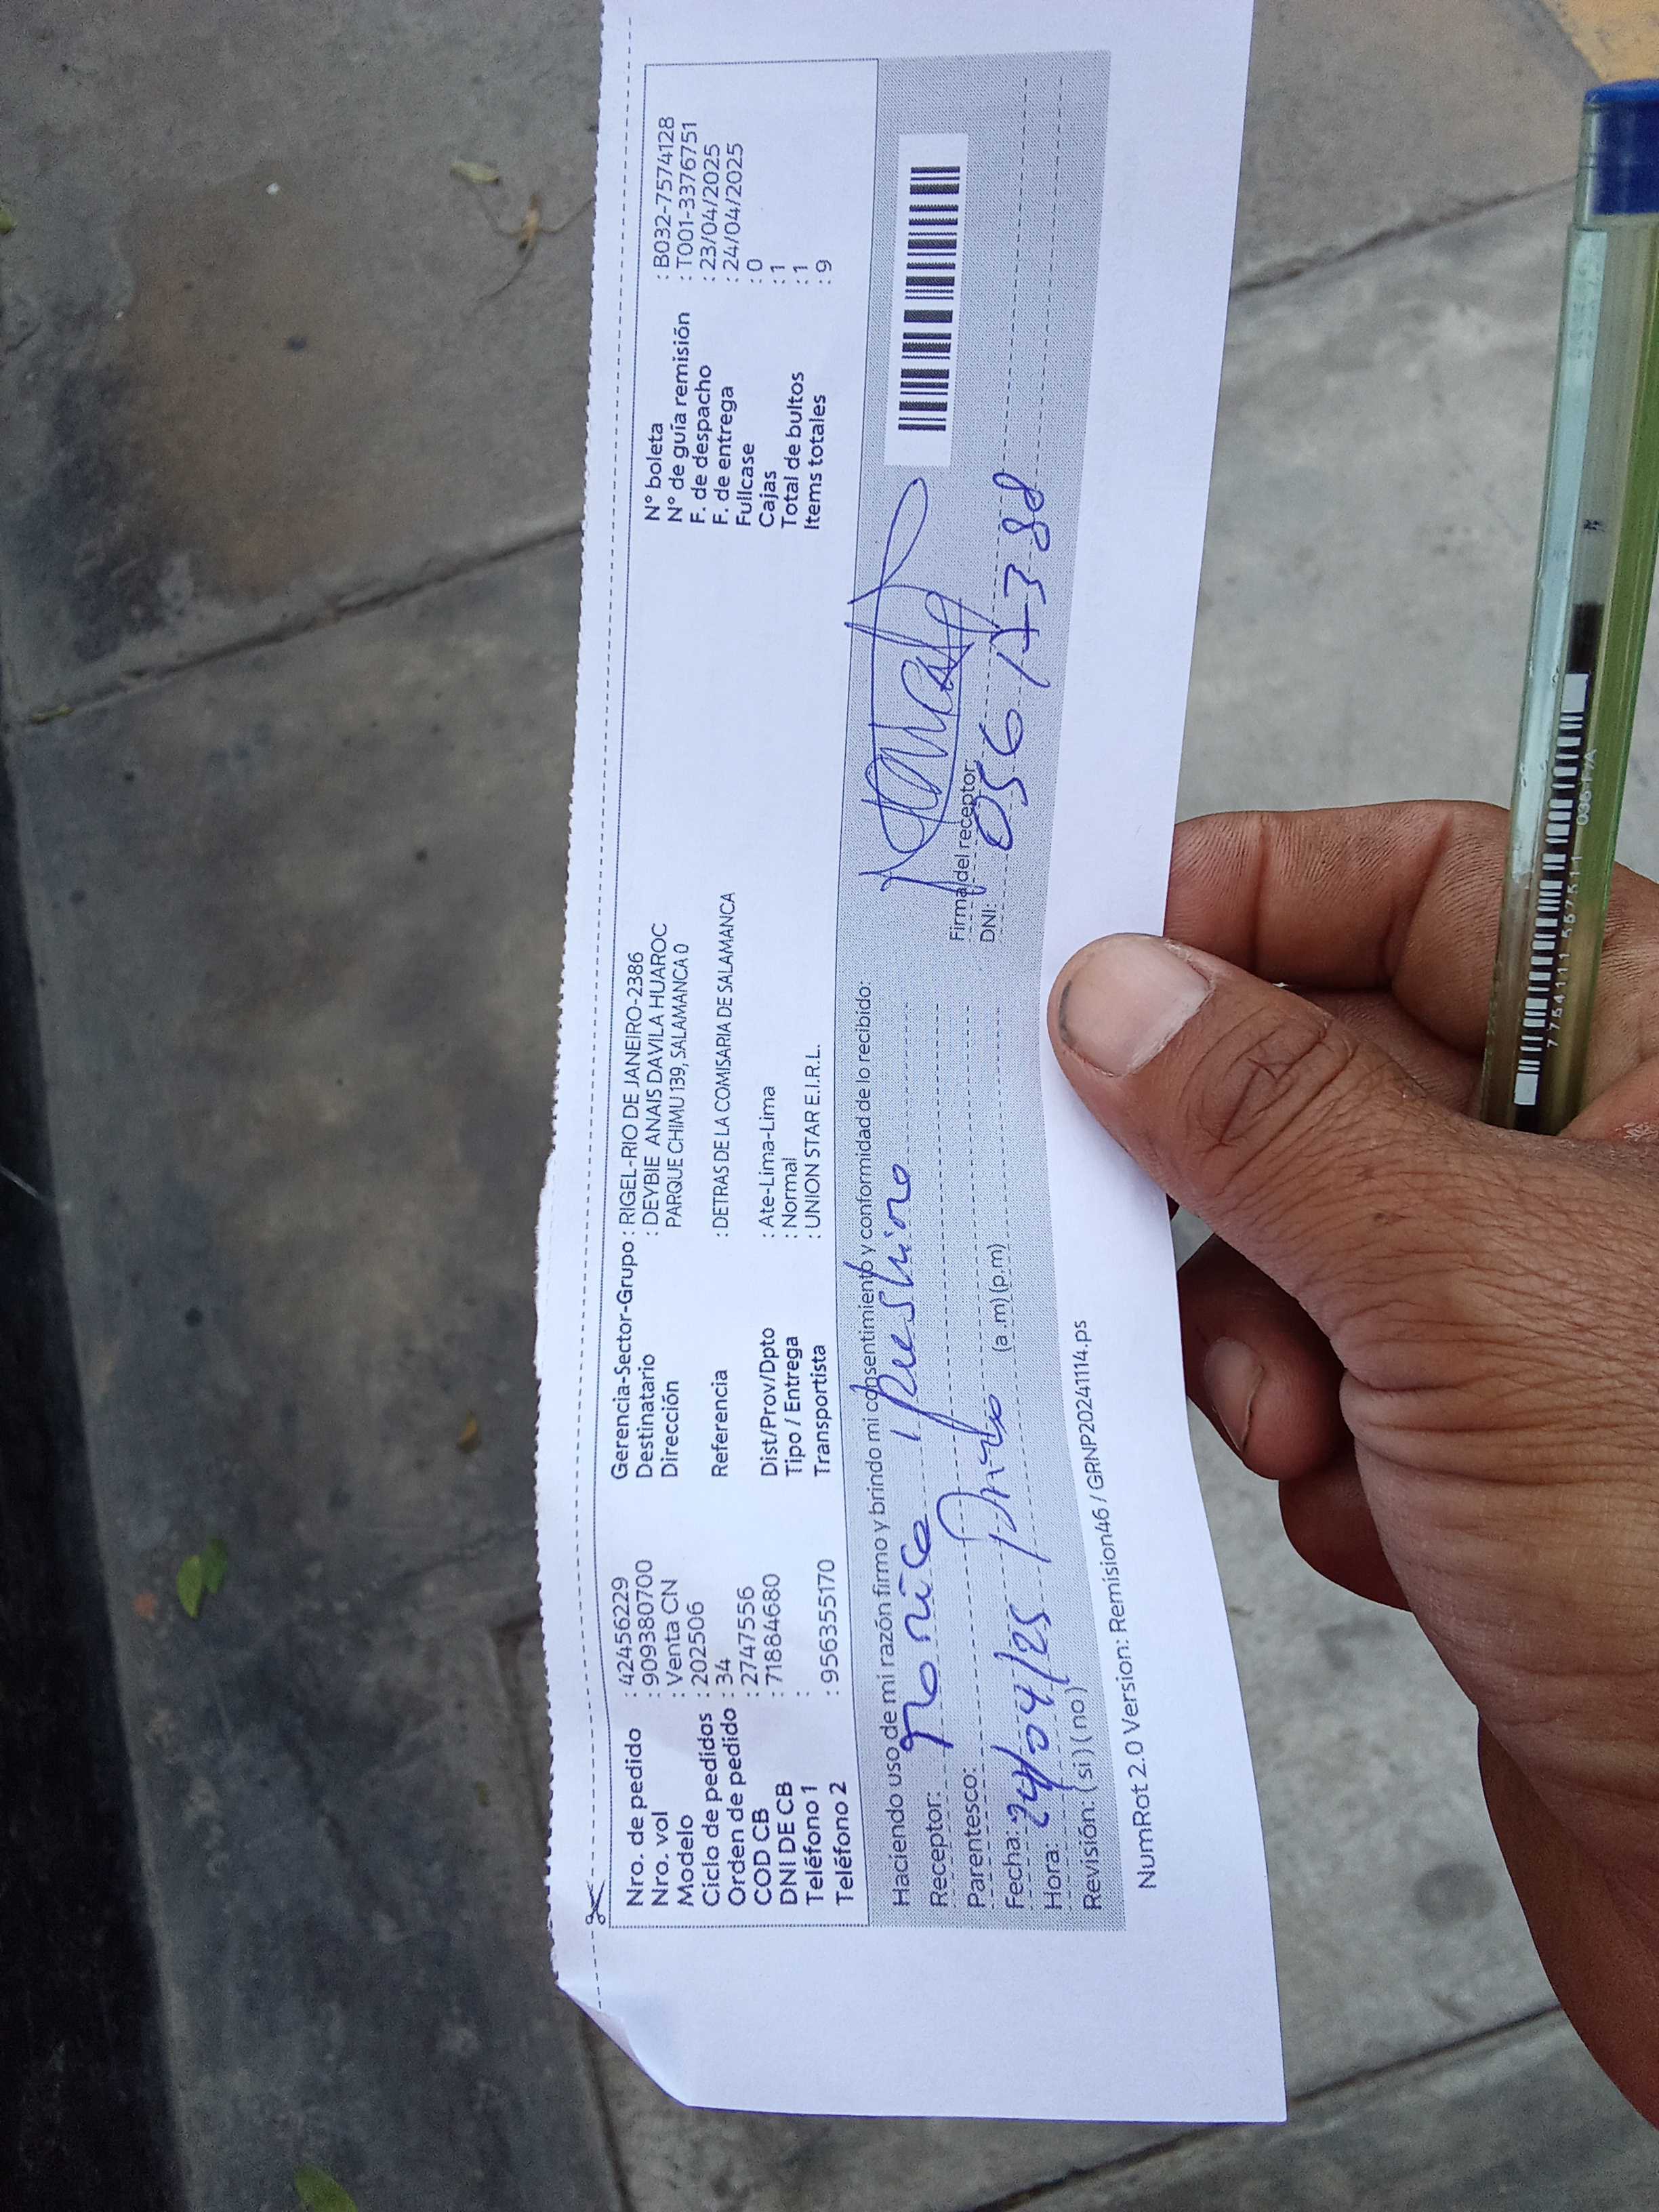 Nro. de pedido : 42456229
Nro. vol : 909380700
Modelo : Venta CN
Ciclo de pedidos : 202506
Orden de pedido : 34
COD CB : 2747556
DNI DE CB : 71884680
Teléfono 1 :
Teléfono 2 : 956355170
Gerencia-Sector-Grupo : RIGEL-RIO DE JANEIRO-2386
Destinatario : DEYBIE ANAIS DAVILA HUAROC
Dirección PARQUE CHIMU 139, SALAMANCA 0
Referencia : DETRAS DE LA COMISARIA DE SALAMANCA
Dist/Prov/Dpto : Ate-Lima-Lima
Tipo / Entrega : Normal
Transportista : UNION STAR E.I.R.L.
N° boleta : B032-7574128
N° de guía remisión : T001-3376751
F. de despacho : 23/04/2025
F. de entrega : 24/04/2025
Fullcase : 0
Cajas : 1
Total de bultos : 1
Items totales : 9
Haciendo uso de mi razón firmo y brindo mi consentimiento y conformidad de lo recibido:
Receptor: Monica
Parentesco:
Fecha: 24/04/25
Hora: (a .m) (p.m)
Revisión: (si) (no)
Firma del receptor:
DNI:
NumRot 2.0 Version: Remision46 / GRNP20241114.ps
7 754111 557511